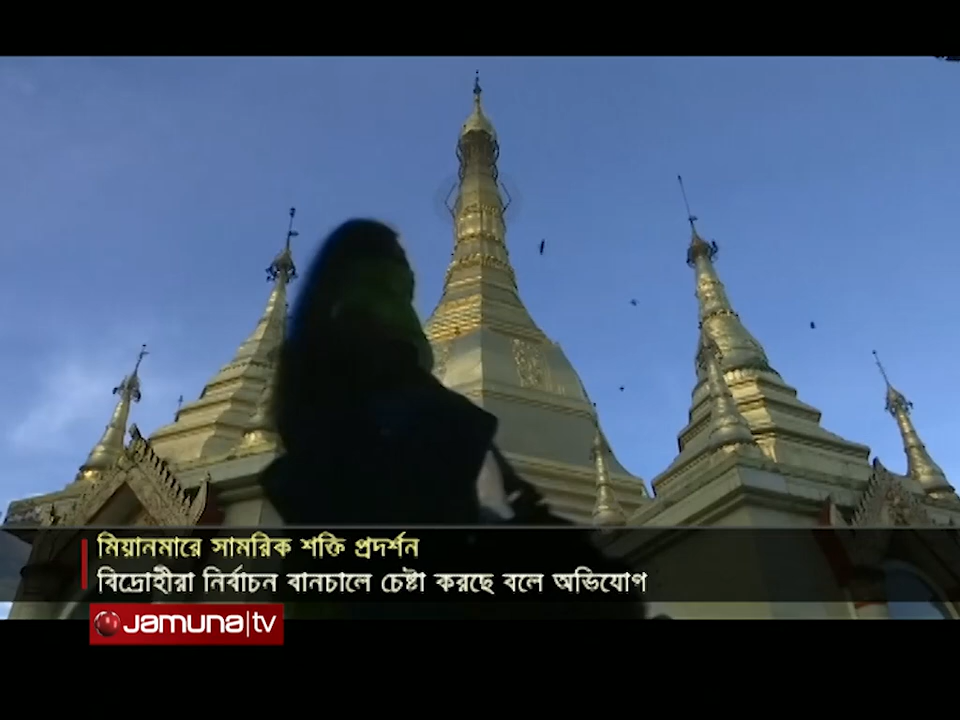 মিয়ানমারে সামরিক শক্তি প্রদর্শন
বিদ্রোহীরা নির্বাচন বানচালে চেষ্টা করছে বলে অভিযোগ
Jamuna|tv